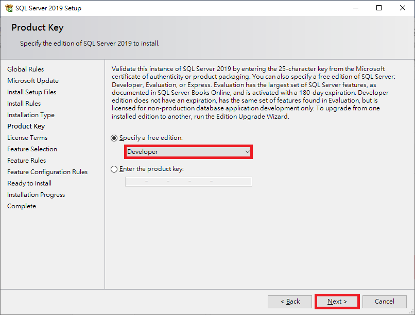 SQL Server 2019 Setup
Product Key
Specify the edition of SQL Server 2019 to install.
Global Rules
Microsoft Update
Install Setup Files
Install Rules
Installation Type
Product Key
License Terms
Feature Selection
Feature Rules
Feature Configuration Rules
Ready to Install
Installation Progress
Complete
Validate this instance of SQL Server 2019 by entering the 25-character key from the Microsoft
certificate of authenticity or product packaging. You can also specify a free edition of SQL Server:
Developer, Evaluation, or Express. Evaluation has the largest set of SQL Server features, as
documented in SQL Server Books Online, and is activated with a 180-day expiration. Developer
edition does not have an expiration, has the same set of features found in Evaluation, but is
licensed for non-production database application development only. To upgrade from one
installed edition to another, run the Edition Upgrade Wizard.
Specify a free edition:
Developer
Enter the product key:
< Back
Next >
Cancel